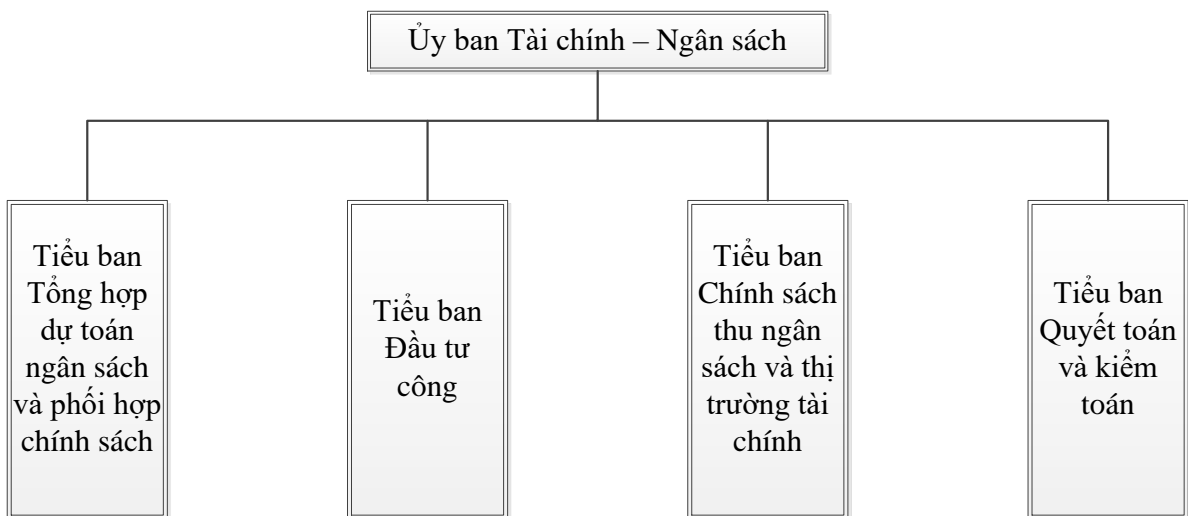 Ủy ban Tài chính – Ngân sách
Tiểu ban
Tổng hợp
dự toán
ngân sách
và phối hợp
chính sách
Tiểu ban
Đầu tư
công
Tiểu ban
Chính sách
thu ngân
sách và thị
trường tài
chính
Tiểu ban
Quyết toán
và kiểm
toán